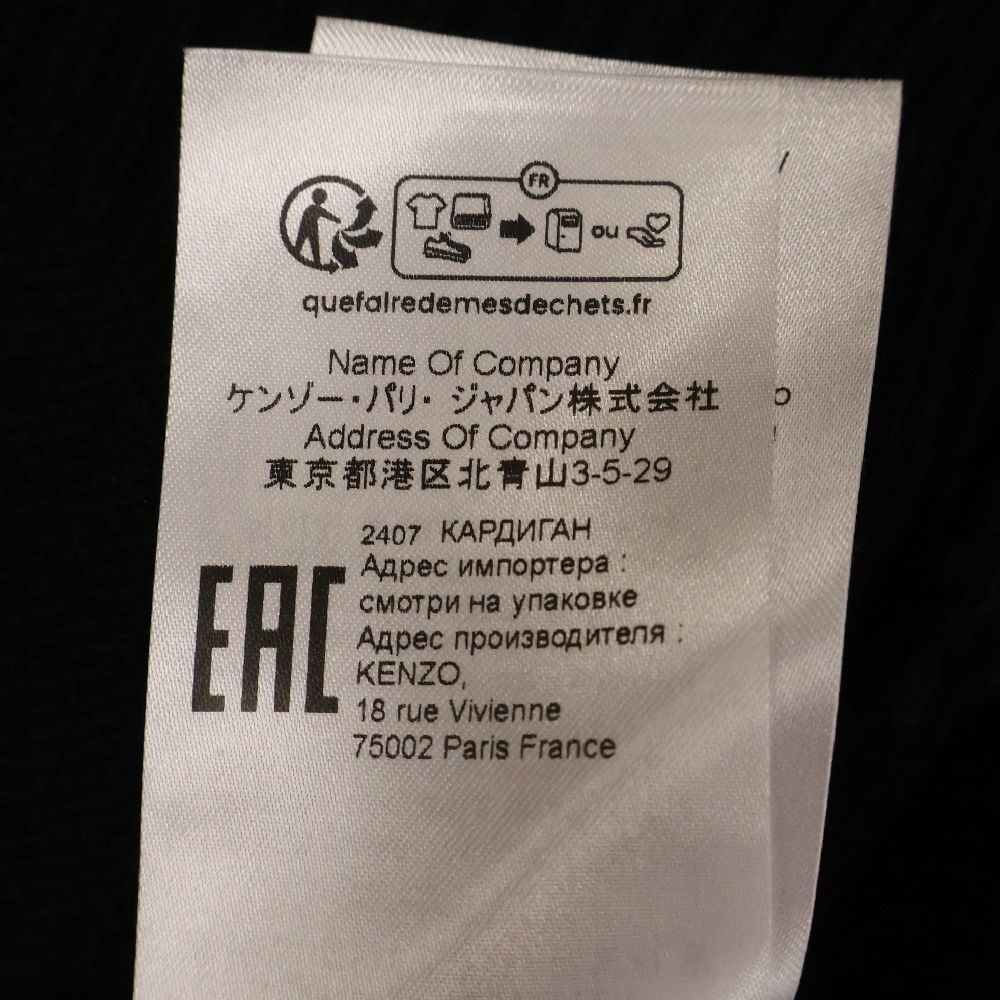 FR
ou
quefairedemesdechets.fr
Name Of Company
ケンゾー・パリ・ ジャパン株式会社
Address Of Company
東京都港区北青山3-5-29
2407 КАРДИГАН
Адрес импортера :
смотри на упаковке
Адрес производителя :
KENZO,
18 rue Vivienne
75002 Paris France
EAC